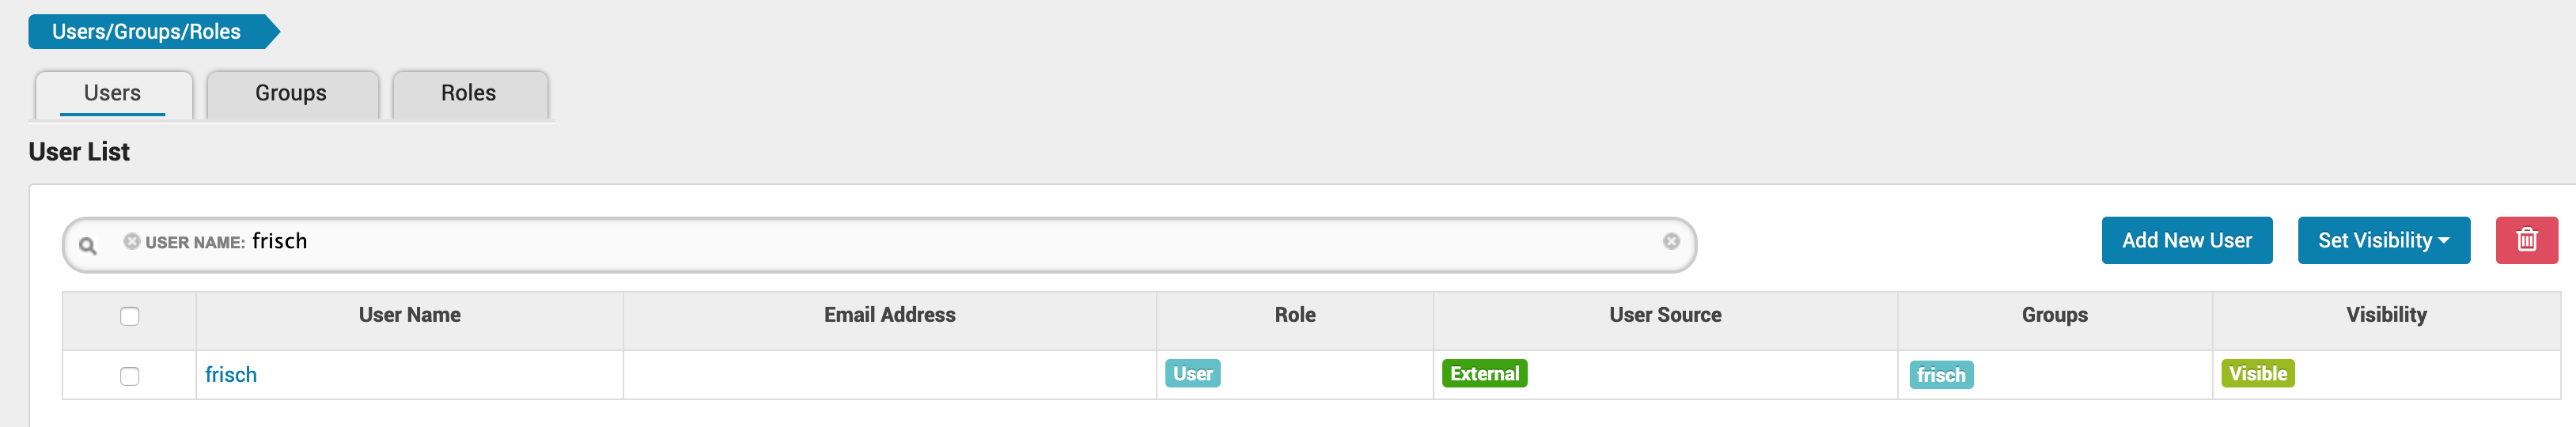 Users/Groups/Roles
Users Groups Roles
User List
USER NAME: frisch Add New User Set Visibility
User Name Email Address Role User Source Groups Visibility
frisch User External frisch Visible